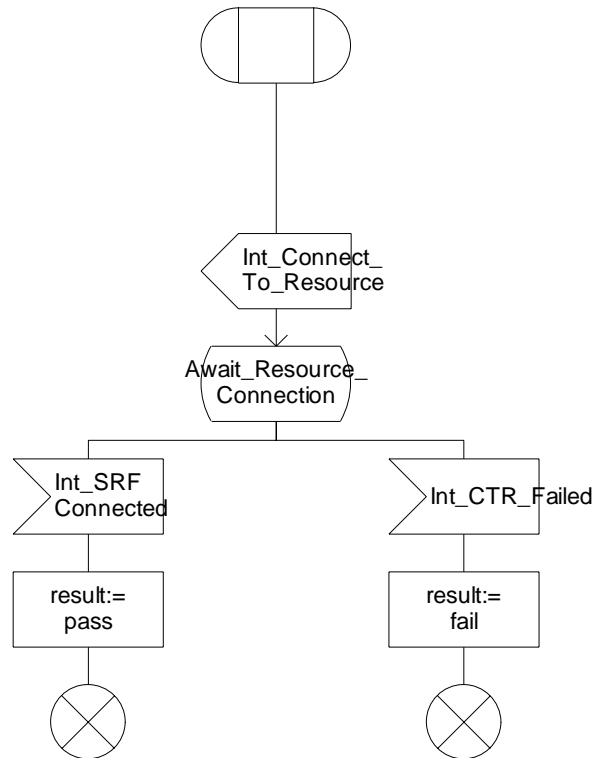 Int_Connect_
To_Resource
Await_Resource_
Connection
Int_SRF
Connected
Int_CTR_Failed
result:=
pass
result:=
fail